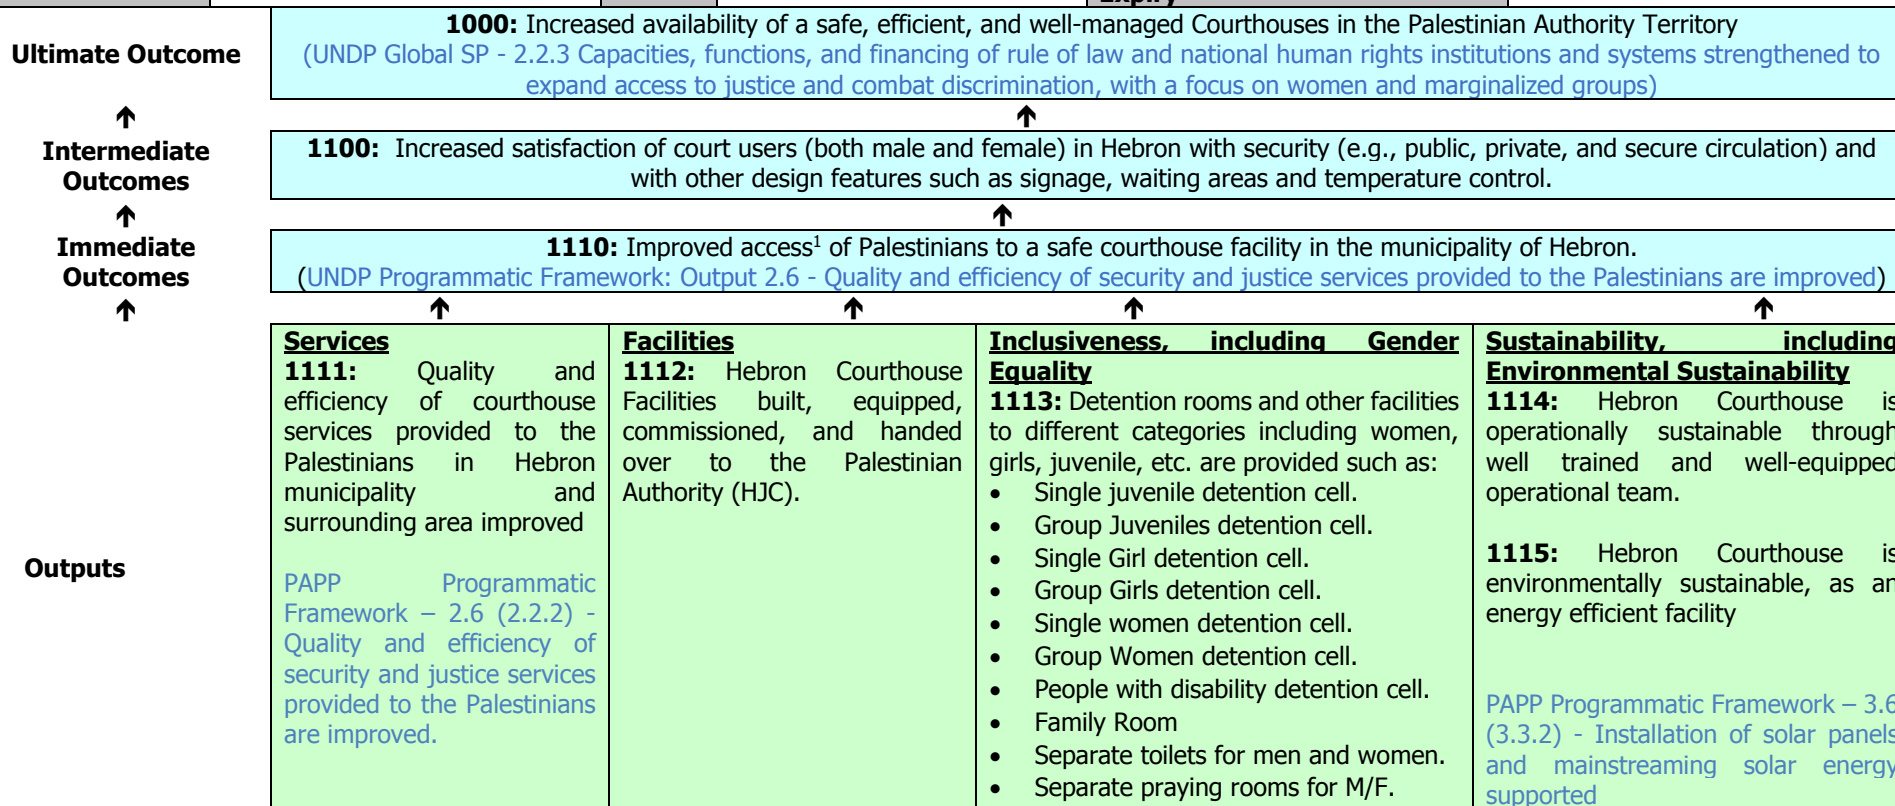 Expiry
Ultimate Outcome
1000: Increased availability of a safe, efficient, and well-managed Courthouses in the Palestinian Authority Territory
(UNDP Global SP - 2.2.3 Capacities, functions, and financing of rule of law and national human rights institutions and systems strengthened to
expand access to justice and combat discrimination, with a focus on women and marginalized groups)
Intermediate
Outcomes
1100: Increased satisfaction of court users (both male and female) in Hebron with security (e.g., public, private, and secure circulation) and
with other design features such as signage, waiting areas and temperature control.
Immediate
Outcomes
1110: Improved access¹ of Palestinians to a safe courthouse facility in the municipality of Hebron.
(UNDP Programmatic Framework: Output 2.6 - Quality and efficiency of security and justice services provided to the Palestinians are improved)
Outputs
Services
1111: Quality and
efficiency of courthouse
services provided to the
Palestinians in Hebron
municipality and
surrounding area improved
PAPP Programmatic
Framework – 2.6 (2.2.2) -
Quality and efficiency of
security and justice services
provided to the Palestinians
are improved.
Facilities
1112: Hebron Courthouse
Facilities built, equipped,
commissioned, and handed
over to the Palestinian
Authority (HJC).
Inclusiveness, including Gender
Equality
1113: Detention rooms and other facilities
to different categories including women,
girls, juvenile, etc. are provided such as:
• Single juvenile detention cell.
• Group Juveniles detention cell.
• Single Girl detention cell.
• Group Girls detention cell.
• Single women detention cell.
• Group Women detention cell.
• People with disability detention cell.
• Family Room
• Separate toilets for men and women.
• Separate praying rooms for M/F.
Sustainability, including
Environmental Sustainability
1114: Hebron Courthouse is
operationally sustainable through
well trained and well-equipped
operational team.
1115: Hebron Courthouse is
environmentally sustainable, as an
energy efficient facility
PAPP Programmatic Framework – 3.6
(3.3.2) - Installation of solar panels
and mainstreaming solar energy
supported